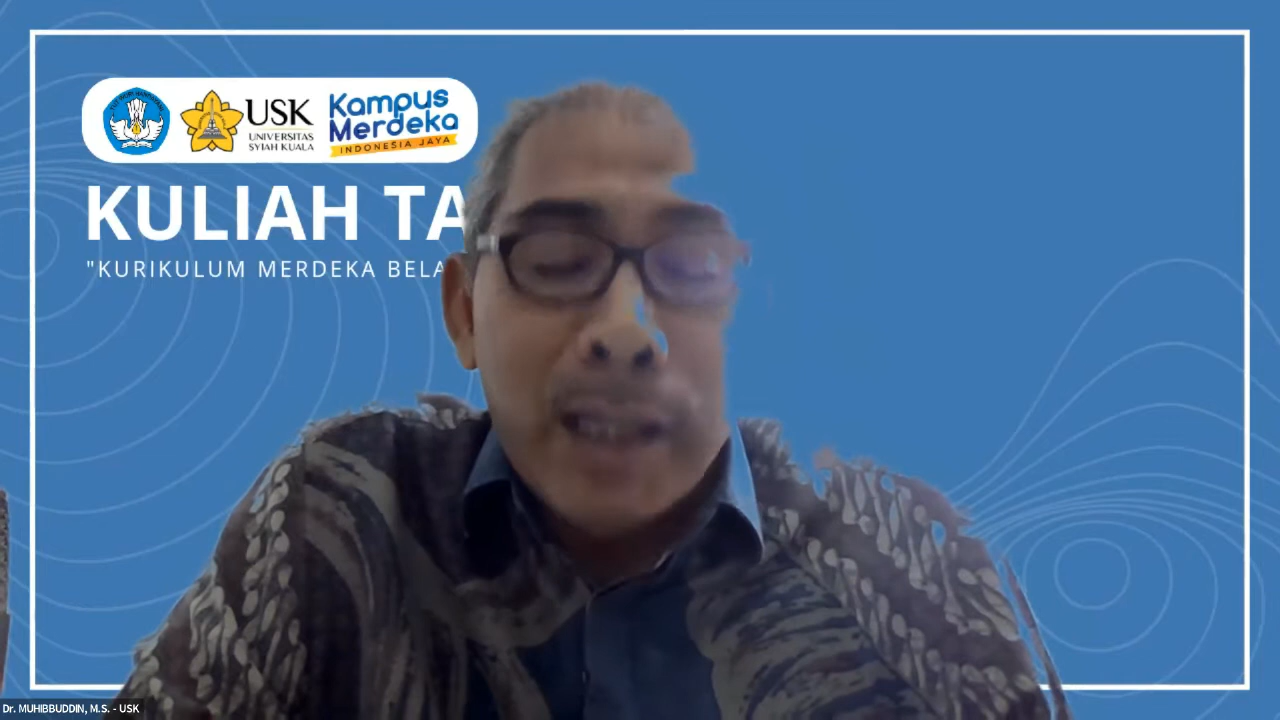 USK
UNIVERSITAS
SYIAH KUALA
Kampus
Merdeka
INDONESIA JAYA
KULIAH TA
"KURIKULUM MERDEKA BELA
Dr. MUHIBBUDDIN, M.S. - USK